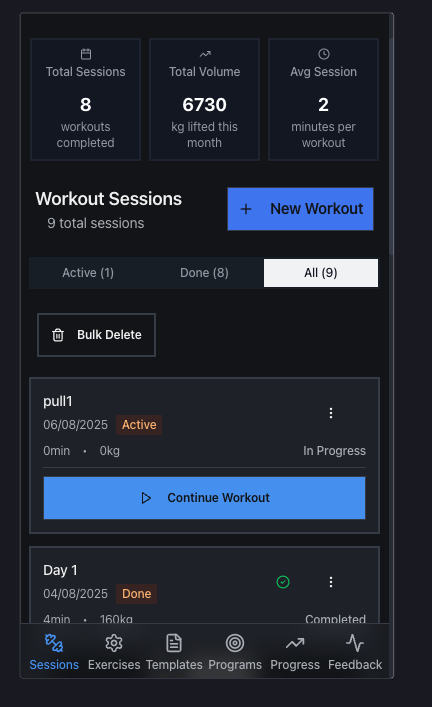 Total Sessions
8
workouts
completed
Total Volume
6730
kg lifted this
month
Avg Session
2
minutes per
workout
Workout Sessions
9 total sessions
New Workout
Active (1)
Done (8)
All (9)
Bulk Delete
pull1
06/08/2025 Active
0min • 0kg
In Progress
Continue Workout
Day 1
04/08/2025 Done
4min • 160kg
Completed
Sessions
Exercises
Templates
Programs
Progress
Feedback